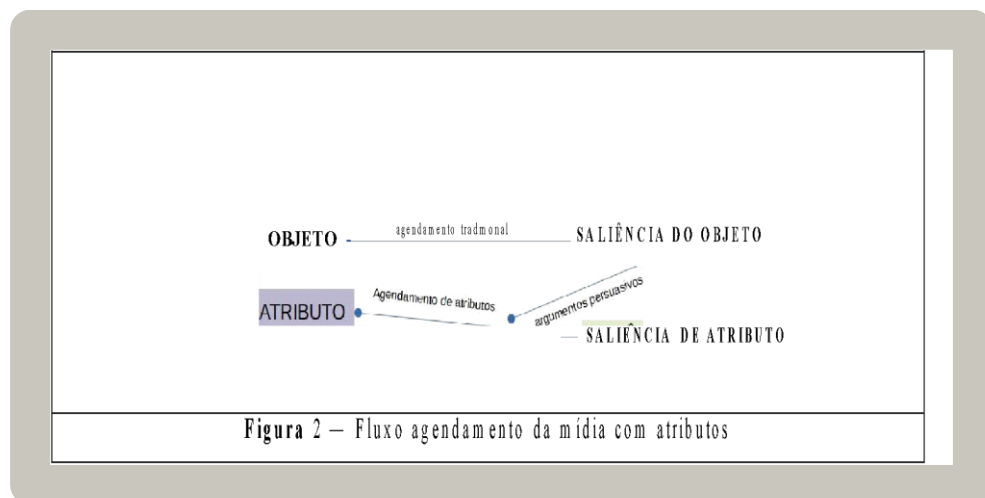 agendamento tradmonal
OBJETO
SALIÊNCIA DO OBJETO
ATRIBUTO
Agendamento de atributos
argumentos persuasivos
SALIÊNCIA DE ATRIBUTO
Figura 2 — Fluxo agendamento da mídia com atributos